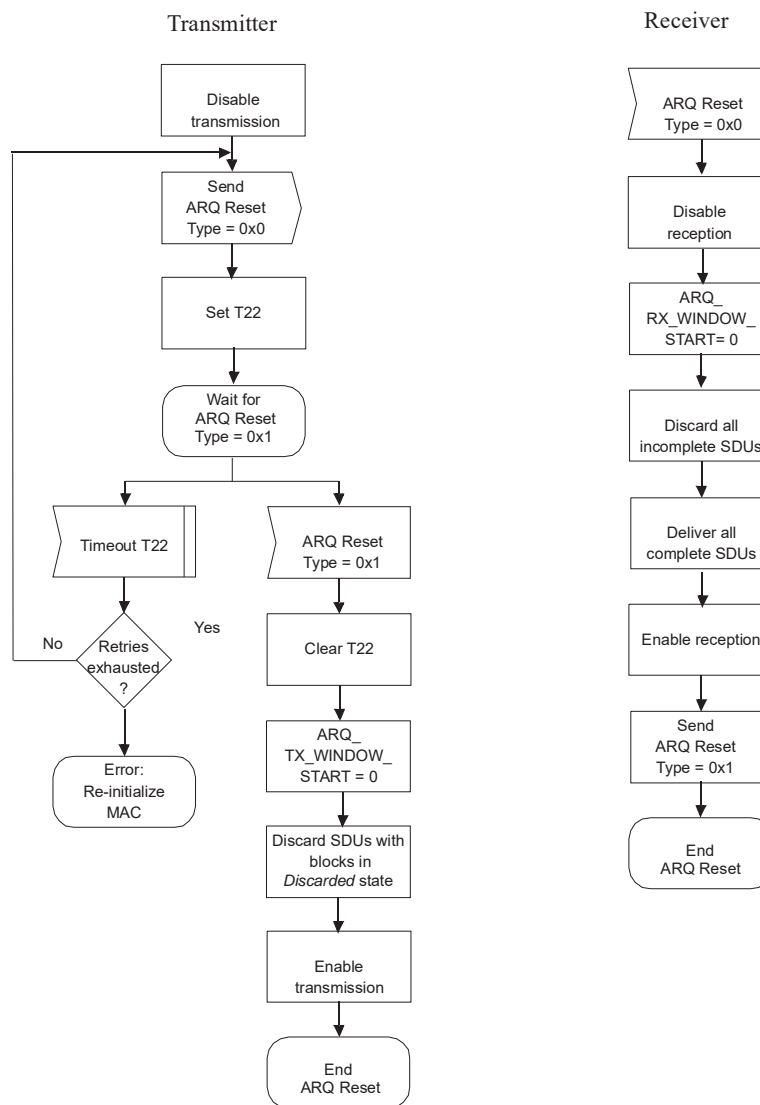 Transmitter
Disable
transmission
Send
ARQ Reset
Type = 0x0
Set T22
Wait for
ARQ Reset
Type = 0x1
Timeout T22
No
Retries
exhausted
?
Yes
Error:
Re-initialize
MAC
ARQ Reset
Type = 0x1
Clear T22
ARQ_
TX_WINDOW_
START = 0
Discard SDUs with
blocks in
Discarded state
Enable
transmission
End
ARQ Reset
Receiver
ARQ Reset
Type = 0x0
Disable
reception
ARQ_
RX_WINDOW_
START= 0
Discard all
incomplete SDUs
Deliver all
complete SDUs
Enable reception
Send
ARQ Reset
Type = 0x1
End
ARQ Reset